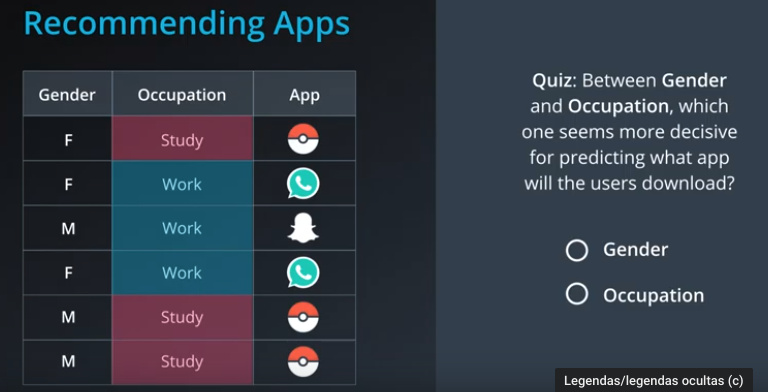 Recommending Apps
Gender Occupation App
F Study
F Work
M Work
F Work
M Study
M Study
Quiz: Between Gender
and Occupation, which
one seems more decisive
for predicting what app
will the users download?
Gender
Occupation
Legendas/legendas ocultas (c)